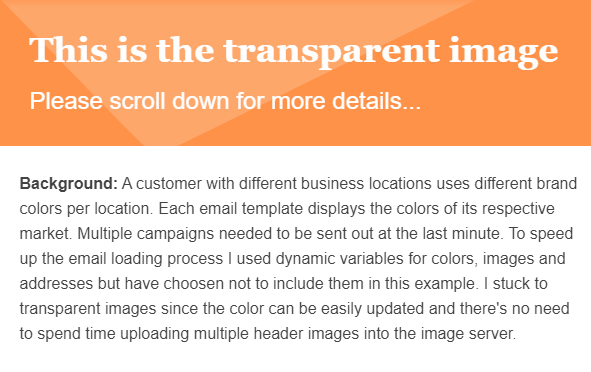 This is the transparent image
Please scroll down for more details...
Background: A customer with different business locations uses different brand
colors per location. Each email template displays the colors of its respective
market. Multiple campaigns needed to be sent out at the last minute. To speed
up the email loading process I used dynamic variables for colors, images and
addresses but have choosen not to include them in this example. I stuck to
transparent images since the color can be easily updated and there's no need
to spend time uploading multiple header images into the image server.